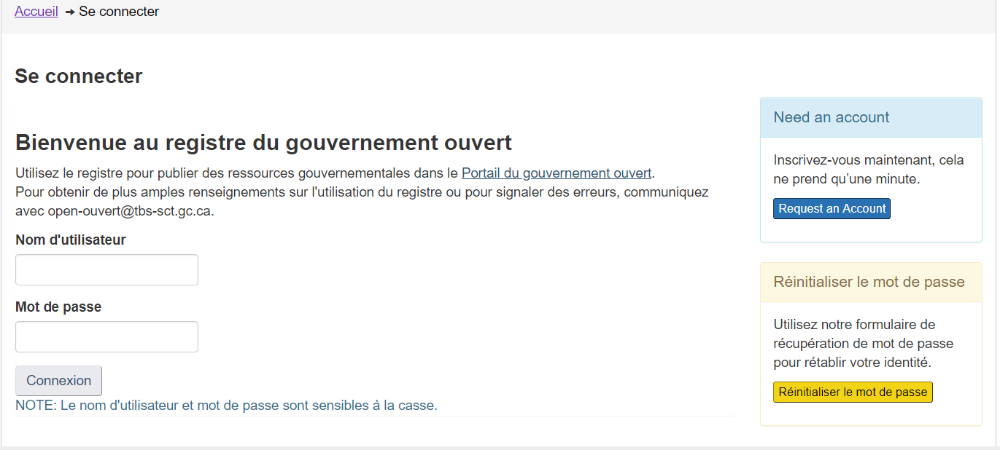 Accueil → Se connecter
Se connecter
Bienvenue au registre du gouvernement ouvert
Utilisez le registre pour publier des ressources gouvernementales dans le Portail du gouvernement ouvert.
Pour obtenir de plus amples renseignements sur l'utilisation du registre ou pour signaler des erreurs, communiquez
avec open-ouvert@tbs-sct.gc.ca.
Nom d'utilisateur
Mot de passe
Connexion
NOTE: Le nom d'utilisateur et mot de passe sont sensibles à la casse.
Need an account
Inscrivez-vous maintenant, cela
ne prend qu’une minute.
Request an Account
Réinitialiser le mot de passe
Utilisez notre formulaire de
récupération de mot de passe
pour rétablir votre identité.
Réinitialiser le mot de passe